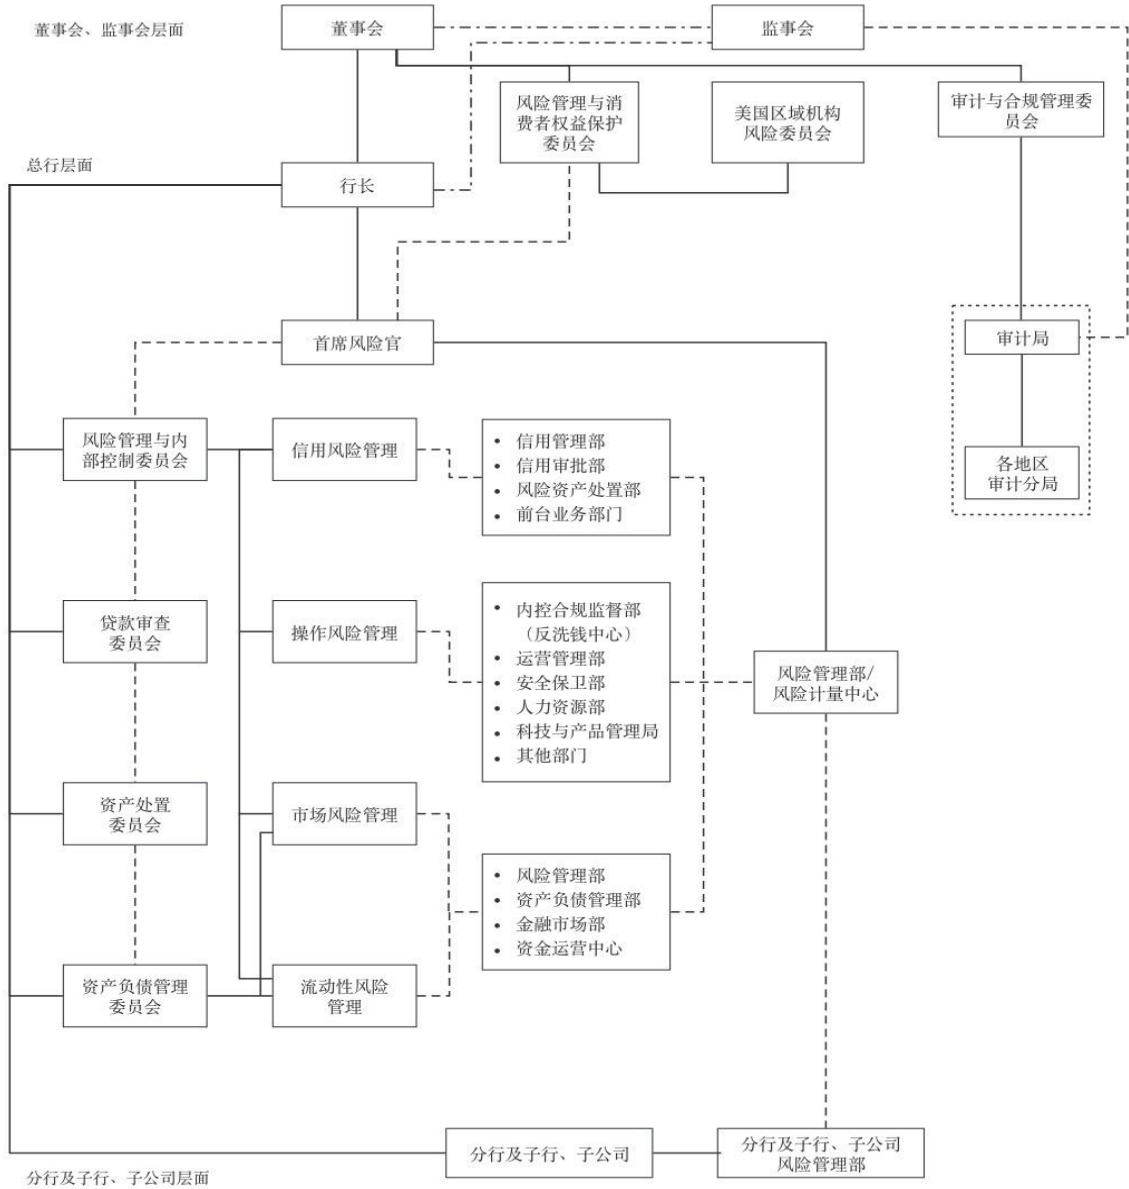 董事会、监事会层面
董事会
监事会
风险管理与消
费者权益保护
委员会
美国区域机构
风险委员会
审计与合规管理委
员会
总行层面
行长
首席风险官
审计局
各地区
审计分局
风险管理与内
部控制委员会
信用风险管理
• 信用管理部
• 信用审批部
• 风险资产处置部
• 前台业务部门
贷款审查
委员会
操作风险管理
• 内控合规监督部
（反洗钱中心）
• 运营管理部
• 安全保卫部
• 人力资源部
• 科技与产品管理局
• 其他部门
风险管理部/
风险计量中心
资产处置
委员会
市场风险管理
• 风险管理部
• 资产负债管理部
• 金融市场部
• 资金运营中心
资产负债管理
委员会
流动性风险
管理
分行及子行、子公司层面
分行及子行、子公司
分行及子行、子公司
风险管理部